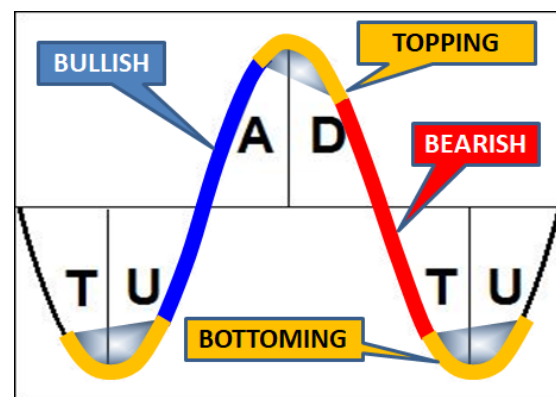 TOPPING
BULLISH
A D
BEARISH
T U T U
BOTTOMING